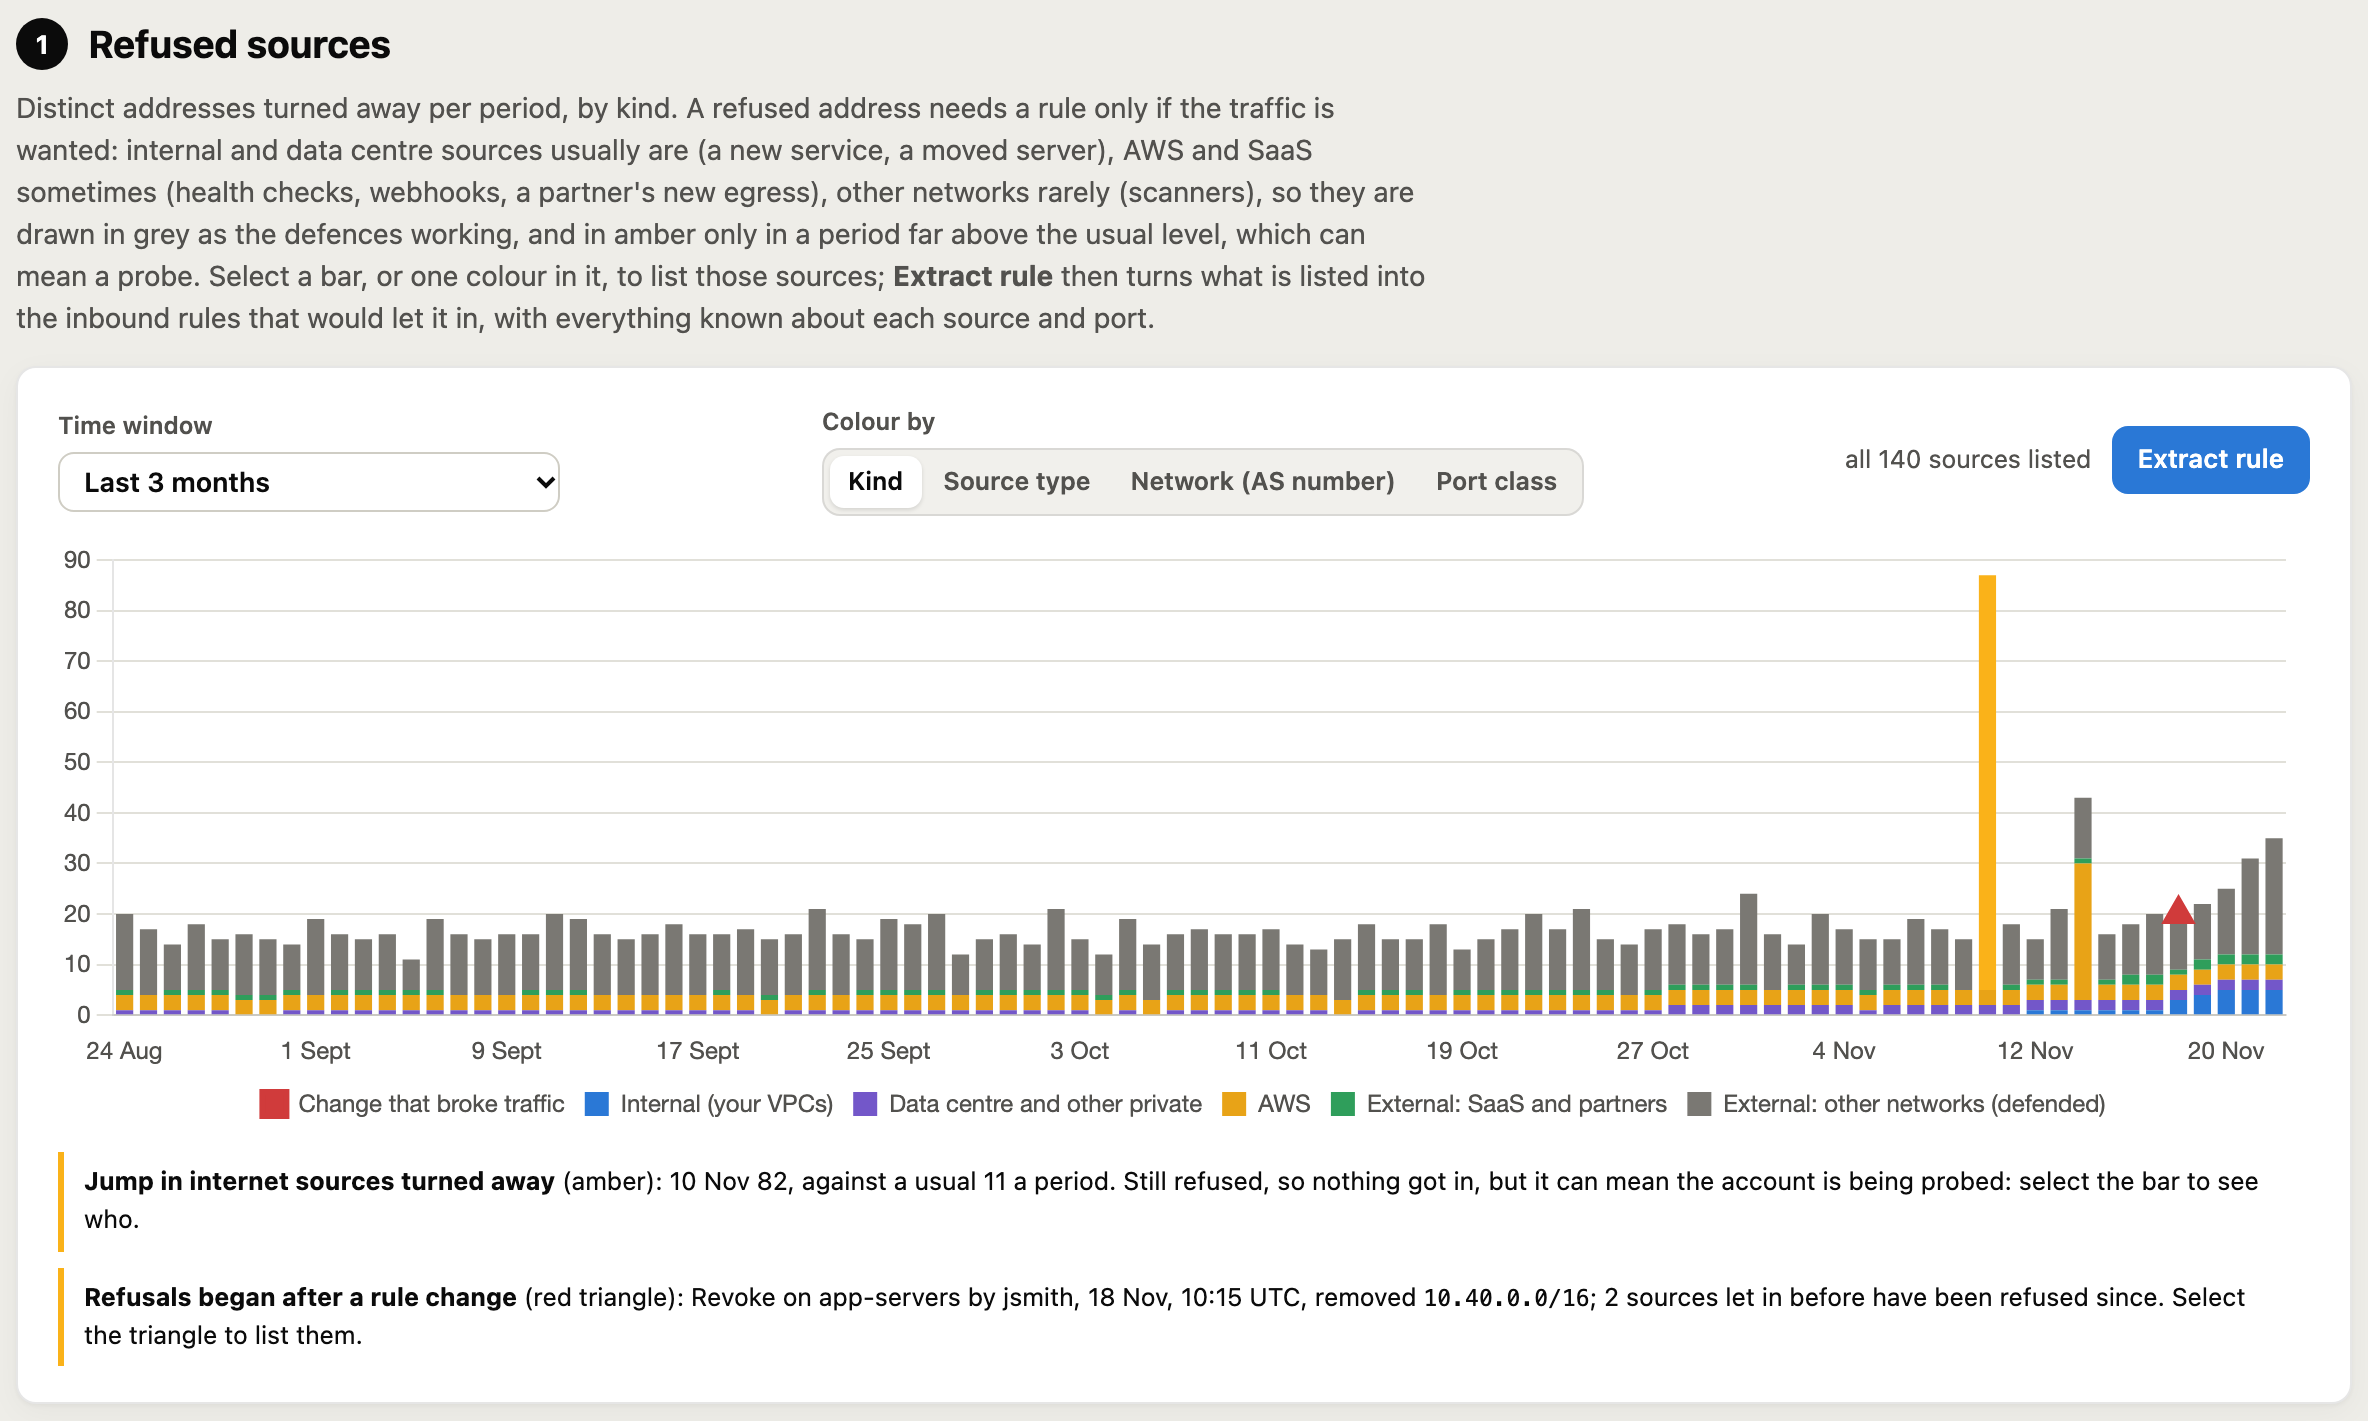 1 Refused sources
Distinct addresses turned away per period, by kind. A refused address needs a rule only if the traffic is
wanted: internal and data centre sources usually are (a new service, a moved server), AWS and SaaS
sometimes (health checks, webhooks, a partner's new egress), other networks rarely (scanners), so they are
drawn in grey as the defences working, and in amber only in a period far above the usual level, which can
mean a probe. Select a bar, or one colour in it, to list those sources; Extract rule then turns what is listed into
the inbound rules that would let it in, with everything known about each source and port.
Time window
Last 3 months
Colour by
Kind Source type Network (AS number) Port class
all 140 sources listed
Extract rule
90
80
70
60
50
40
30
20
10
0
24 Aug 1 Sept 9 Sept 17 Sept 25 Sept 3 Oct 11 Oct 19 Oct 27 Oct 4 Nov 12 Nov 20 Nov
Change that broke traffic Internal (your VPCs) Data centre and other private AWS External: SaaS and partners External: other networks (defended)
Jump in internet sources turned away (amber): 10 Nov 82, against a usual 11 a period. Still refused, so nothing got in, but it can mean the account is being probed: select the bar to see
who.
Refusals began after a rule change (red triangle): Revoke on app-servers by jsmith, 18 Nov, 10:15 UTC, removed 10.40.0.0/16; 2 sources let in before have been refused since. Select
the triangle to list them.